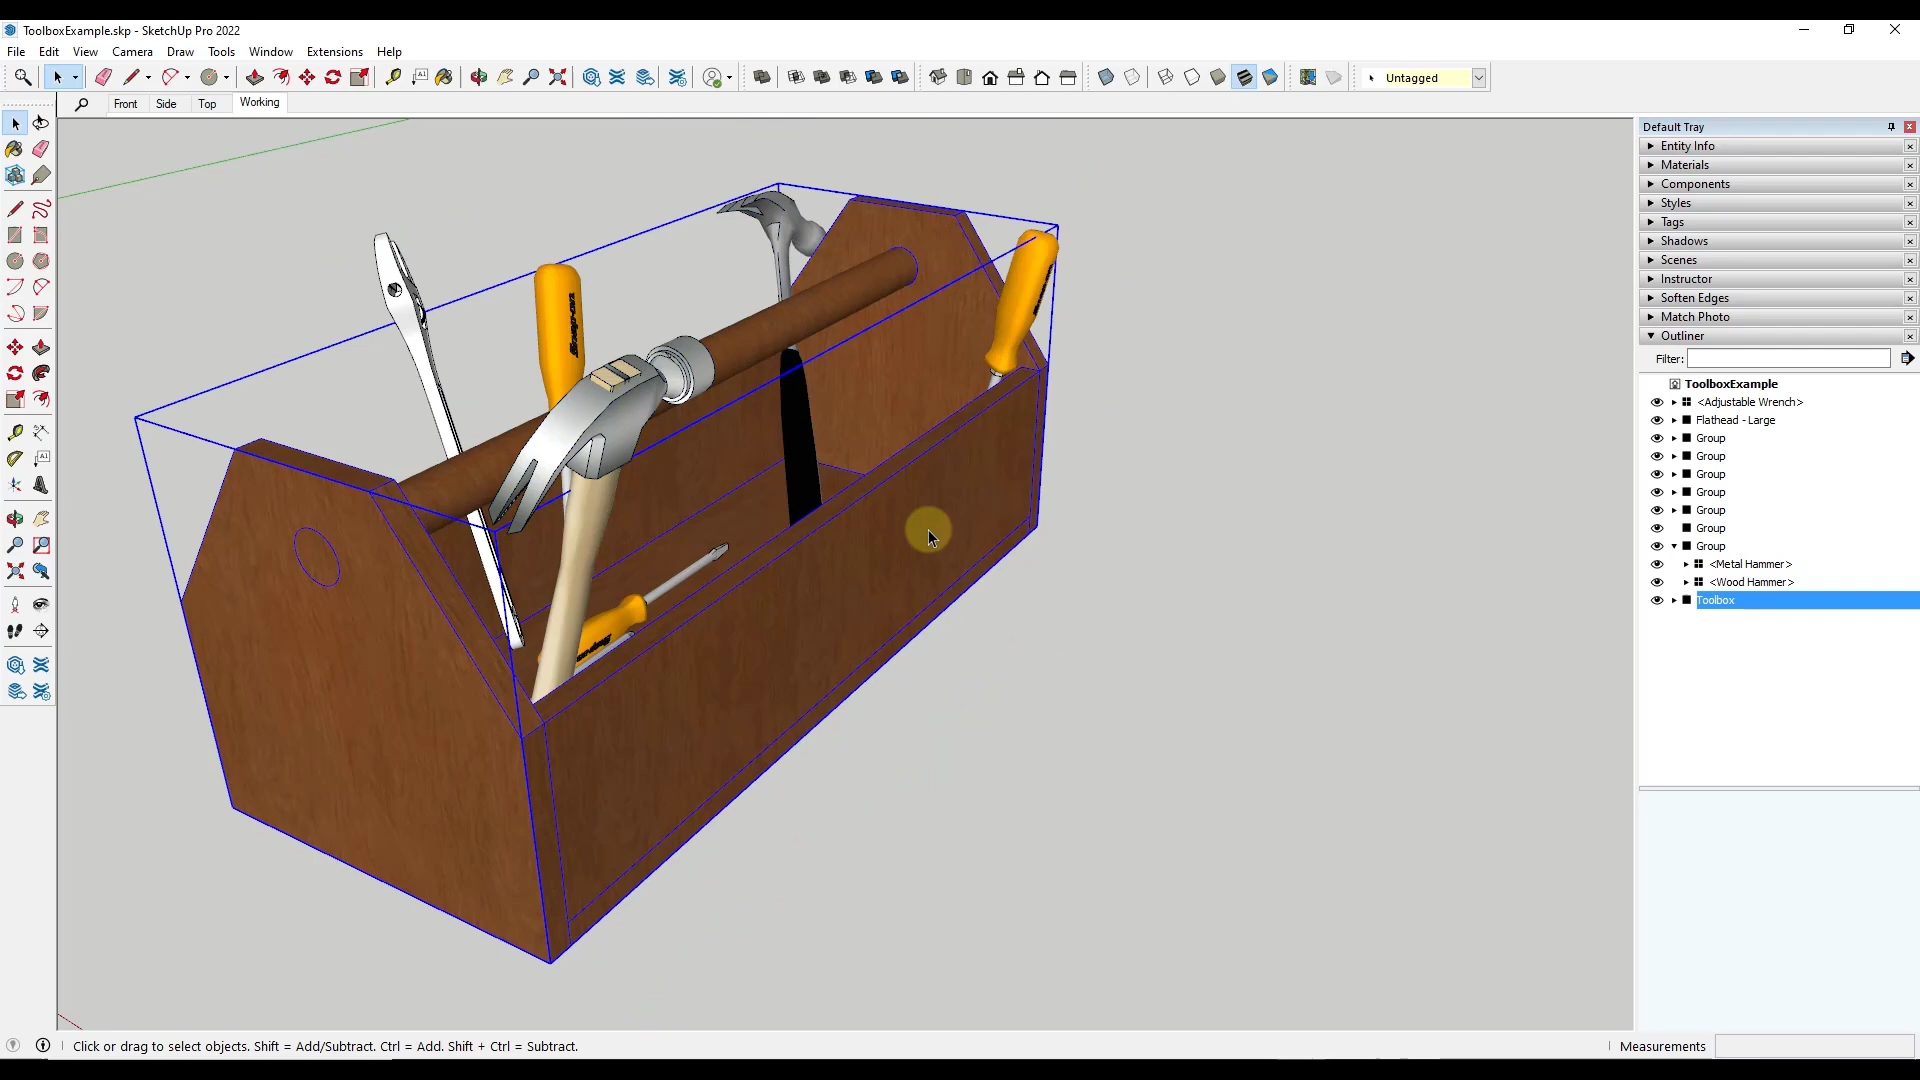 ToolboxExample.skp - SketchUp Pro 2022
File Edit View Camera Draw Tools Window Extensions Help
Untagged
Front Side Top Working
Default Tray
Entity Info
Materials
Components
Styles
Tags
Shadows
Scenes
Instructor
Soften Edges
Match Photo
Outliner
Filter:
ToolboxExample
<Adjustable Wrench>
Flathead - Large
Group
Group
Group
Group
Group
Group
Group
<Metal Hammer>
<Wood Hammer>
Toolbox
Snap-on
Click or drag to select objects. Shift = Add/Subtract. Ctrl = Add. Shift + Ctrl = Subtract.
Measurements